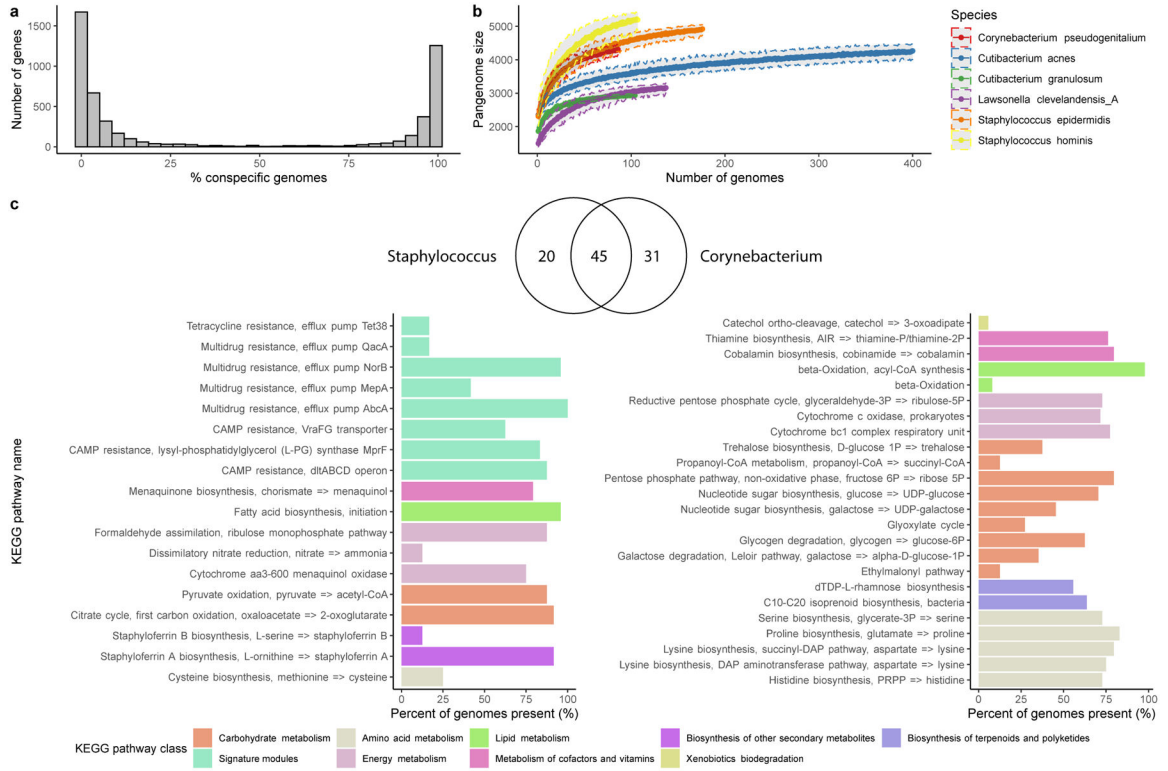 a
Number of genes
1500
1000
500
0
0
25
50
75
100
% conspecific genomes
b
Pangenome size
5000
4000
3000
2000
0
100
200
300
400
Number of genomes
Species
Corynebacterium pseudogenitalium
Cutibacterium acnes
Cutibacterium granulosum
Lawsonella clevelandensis_A
Staphylococcus epidermidis
Staphylococcus hominis
c
Staphylococcus
20
45
31
Corynebacterium
KEGG pathway name
Tetracycline resistance, efflux pump Tet38
Multidrug resistance, efflux pump QacA
Multidrug resistance, efflux pump NorB
Multidrug resistance, efflux pump MepA
Multidrug resistance, efflux pump AbcA
CAMP resistance, VraFG transporter
CAMP resistance, lysyl-phosphatidylglycerol (L-PG) synthase MprF
CAMP resistance, dltABCD operon
Menaquinone biosynthesis, chorismate => menaquinol
Fatty acid biosynthesis, initiation
Formaldehyde assimilation, ribulose monophosphate pathway
Dissimilatory nitrate reduction, nitrate => ammonia
Cytochrome aa3-600 menaquinol oxidase
Pyruvate oxidation, pyruvate => acetyl-CoA
Citrate cycle, first carbon oxidation, oxaloacetate => 2-oxoglutarate
Staphyloferrin B biosynthesis, L-serine => staphyloferrin B
Staphyloferrin A biosynthesis, L-ornithine => staphyloferrin A
Cysteine biosynthesis, methionine => cysteine
0
25
50
75
100
Percent of genomes present (%)
Catechol ortho-cleavage, catechol => 3-oxoadipate
Thiamine biosynthesis, AIR => thiamine-P/thiamine-2P
Cobalamin biosynthesis, cobinamide => cobalamin
beta-Oxidation, acyl-CoA synthesis
beta-Oxidation
Reductive pentose phosphate cycle, glyceraldehyde-3P => ribulose-5P
Cytochrome c oxidase, prokaryotes
Cytochrome bc1 complex respiratory unit
Trehalose biosynthesis, D-glucose 1P => trehalose
Propanoyl-CoA metabolism, propanoyl-CoA => succinyl-CoA
Pentose phosphate pathway, non-oxidative phase, fructose 6P => ribose 5P
Nucleotide sugar biosynthesis, glucose => UDP-glucose
Nucleotide sugar biosynthesis, galactose => UDP-galactose
Glyoxylate cycle
Glycogen degradation, glycogen => glucose-6P
Galactose degradation, Leloir pathway, galactose => alpha-D-glucose-1P
Ethylmalonyl pathway
dTDP-L-rhamnose biosynthesis
C10-C20 isoprenoid biosynthesis, bacteria
Serine biosynthesis, glycerate-3P => serine
Proline biosynthesis, glutamate => proline
Lysine biosynthesis, succinyl-DAP pathway, aspartate => lysine
Lysine biosynthesis, DAP aminotransferase pathway, aspartate => lysine
Histidine biosynthesis, PRPP => histidine
0
25
50
75
100
Percent of genomes present (%)
KEGG pathway class
Carbohydrate metabolism
Amino acid metabolism
Lipid metabolism
Biosynthesis of other secondary metabolites
Biosynthesis of terpenoids and polyketides
Signature modules
Energy metabolism
Metabolism of cofactors and vitamins
Xenobiotics biodegradation